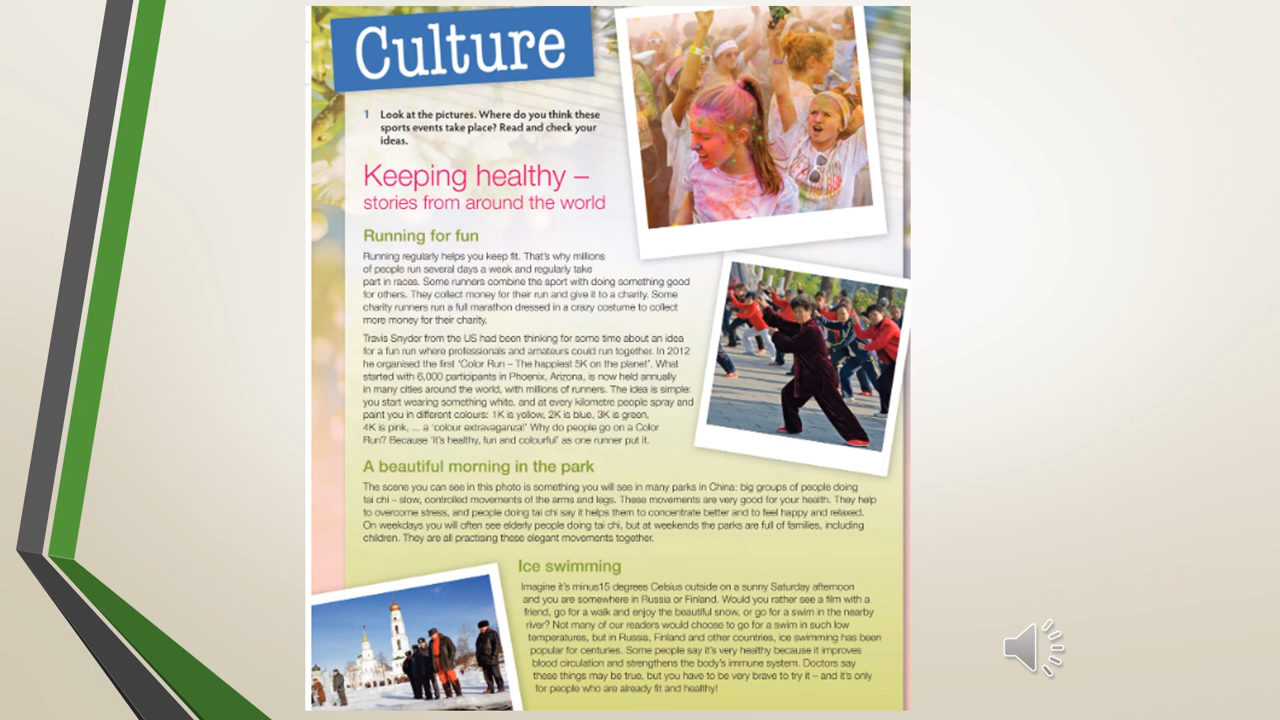 Culture
1 Look at the pictures. Where do you think these
sports events take place? Read and check your
ideas.
Keeping healthy –
stories from around the world
Running for fun
Running regularly helps you keep fit. That's why millions
of people run several days a week and regularly take
part in races. Some runners combine the sport with doing something good
for others. They collect money for their run and give it to a charity. Some
charity runners run a full marathon dressed in a crazy costume to collect
more money for their charity.
Travis Snyder from the US had been thinking for some time about an idea
for a fun run where professionals and amateurs could run together. In 2012
he organised the first 'Color Run – The happiest 5K on the planet'. What
started with 6,000 participants in Phoenix, Arizona, is now held annually
in many cities around the world, with millions of runners. The idea is simple:
you start wearing something white, and at every kilometre people spray and
paint you in different colours: 1K is yellow, 2K is blue, 3K is green,
4K is pink, ... a 'colour extravaganza!' Why do people go on a Color
Run? Because 'it's healthy, fun and colourful' as one runner put it.
A beautiful morning in the park
The scene you can see in this photo is something you will see in many parks in China: big groups of people doing
tai chi – slow, controlled movements of the arms and legs. These movements are very good for your health. They help
to overcome stress, and people doing tai chi say it helps them to concentrate better and to feel happy and relaxed.
On weekdays you will often see elderly people doing tai chi, but at weekends the parks are full of families, including
children. They are all practising these elegant movements together.
Ice swimming
Imagine it's minus15 degrees Celsius outside on a sunny Saturday afternoon
and you are somewhere in Russia or Finland. Would you rather see a film with a
friend, go for a walk and enjoy the beautiful snow, or go for a swim in the nearby
river? Not many of our readers would choose to go for a swim in such low
temperatures, but in Russia, Finland and other countries, ice swimming has been
popular for centuries. Some people say it's very healthy because it improves
blood circulation and strengthens the body's immune system. Doctors say
these things may be true, but you have to be very brave to try it – and it's only
for people who are already fit and healthy!